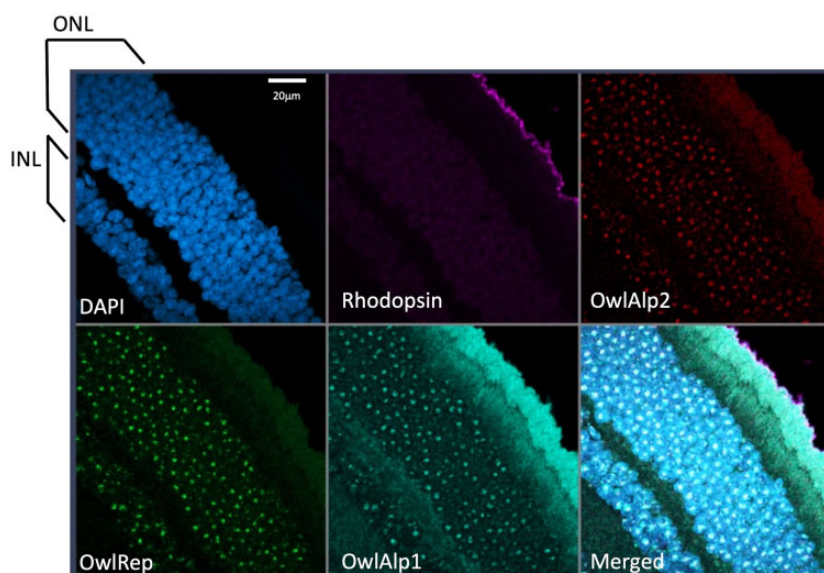 ONL
INL
20µm
DAPI
Rhodopsin
OwlAlp2
OwlRep
OwlAlp1
Merged